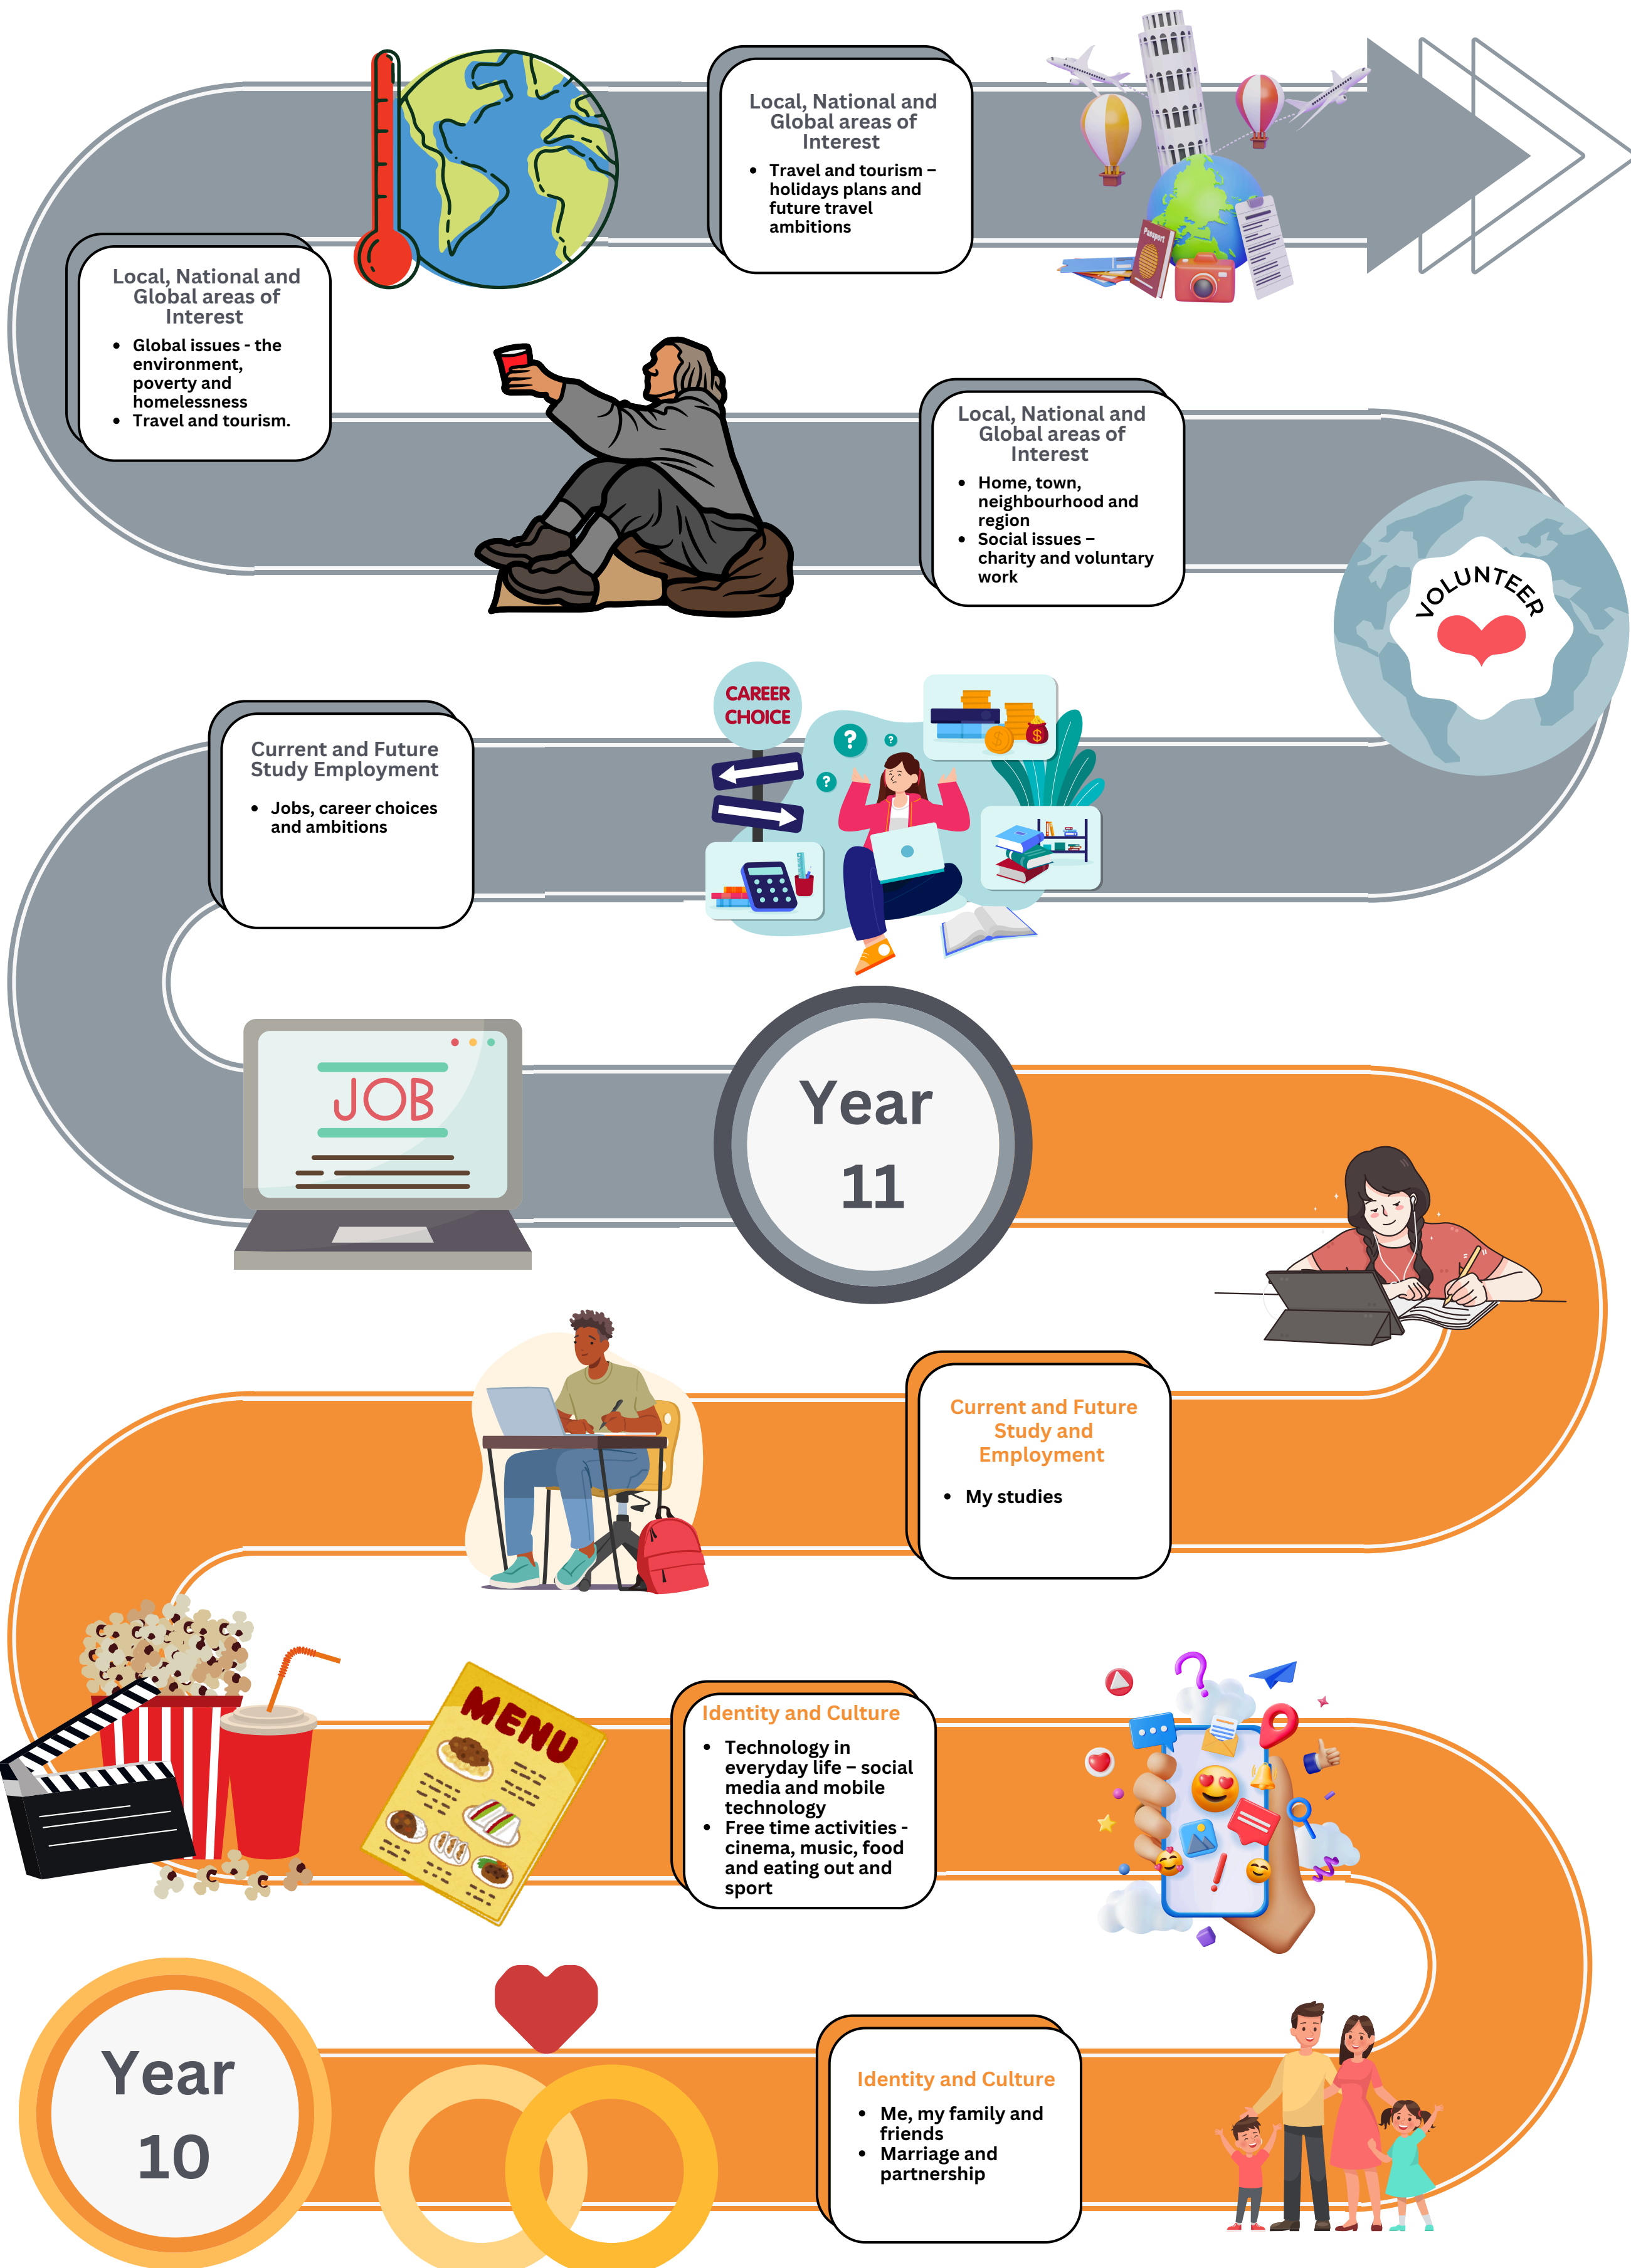 Local, National and
Global areas of
Interest
• Travel and tourism –
holidays plans and
future travel
ambitions
Passport
Local, National and
Global areas of
Interest
• Global issues - the
environment,
poverty and
homelessness
• Travel and tourism.
Local, National and
Global areas of
Interest
• Home, town,
neighbourhood and
region
• Social issues –
charity and voluntary
work
VOLUNTEER
CAREER
CHOICE
Current and Future
Study Employment
• Jobs, career choices
and ambitions
JOB
Year
11
Current and Future
Study and
Employment
• My studies
MENU
Identity and Culture
• Technology in
everyday life – social
media and mobile
technology
• Free time activities -
cinema, music, food
and eating out and
sport
Year
10
Identity and Culture
• Me, my family and
friends
• Marriage and
partnership